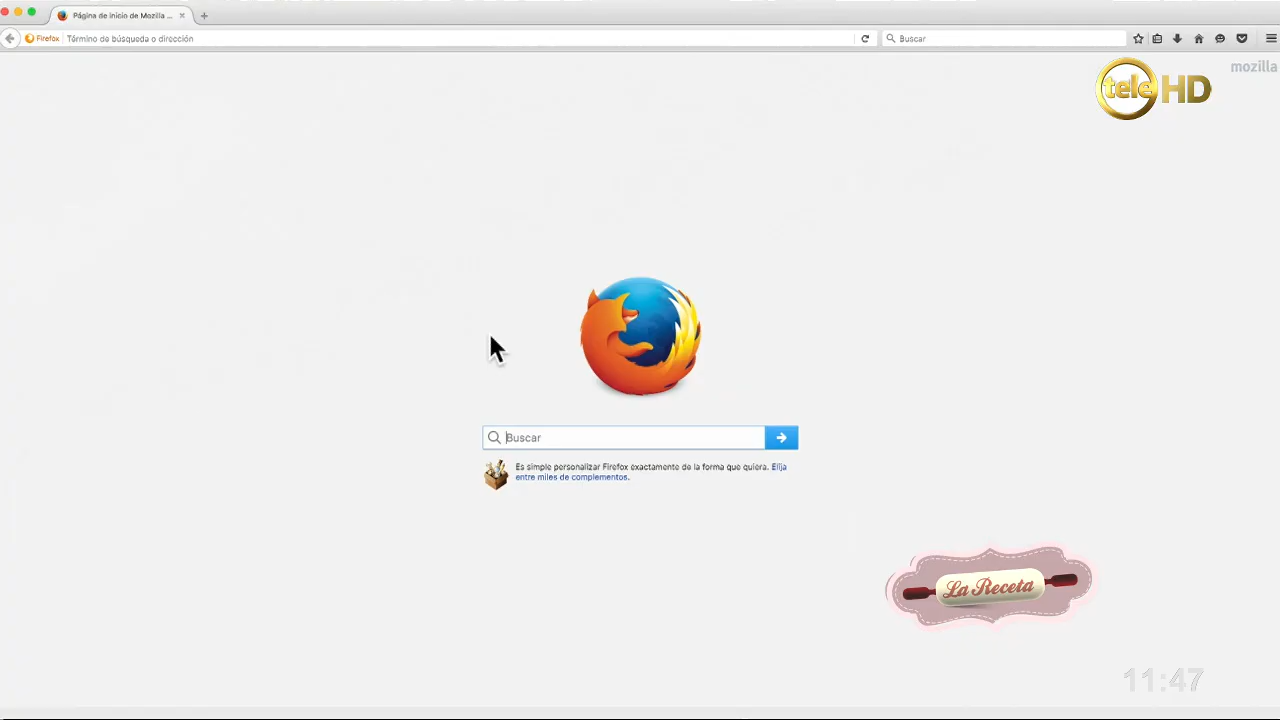 Página de inicio de Mozilla ...
Firefox
Término de búsqueda o dirección
Buscar
mozilla
tele HD
Buscar
Es simple personalizar Firefox exactamente de la forma que quiera. Elija
entre miles de complementos.
La Receta
11:47